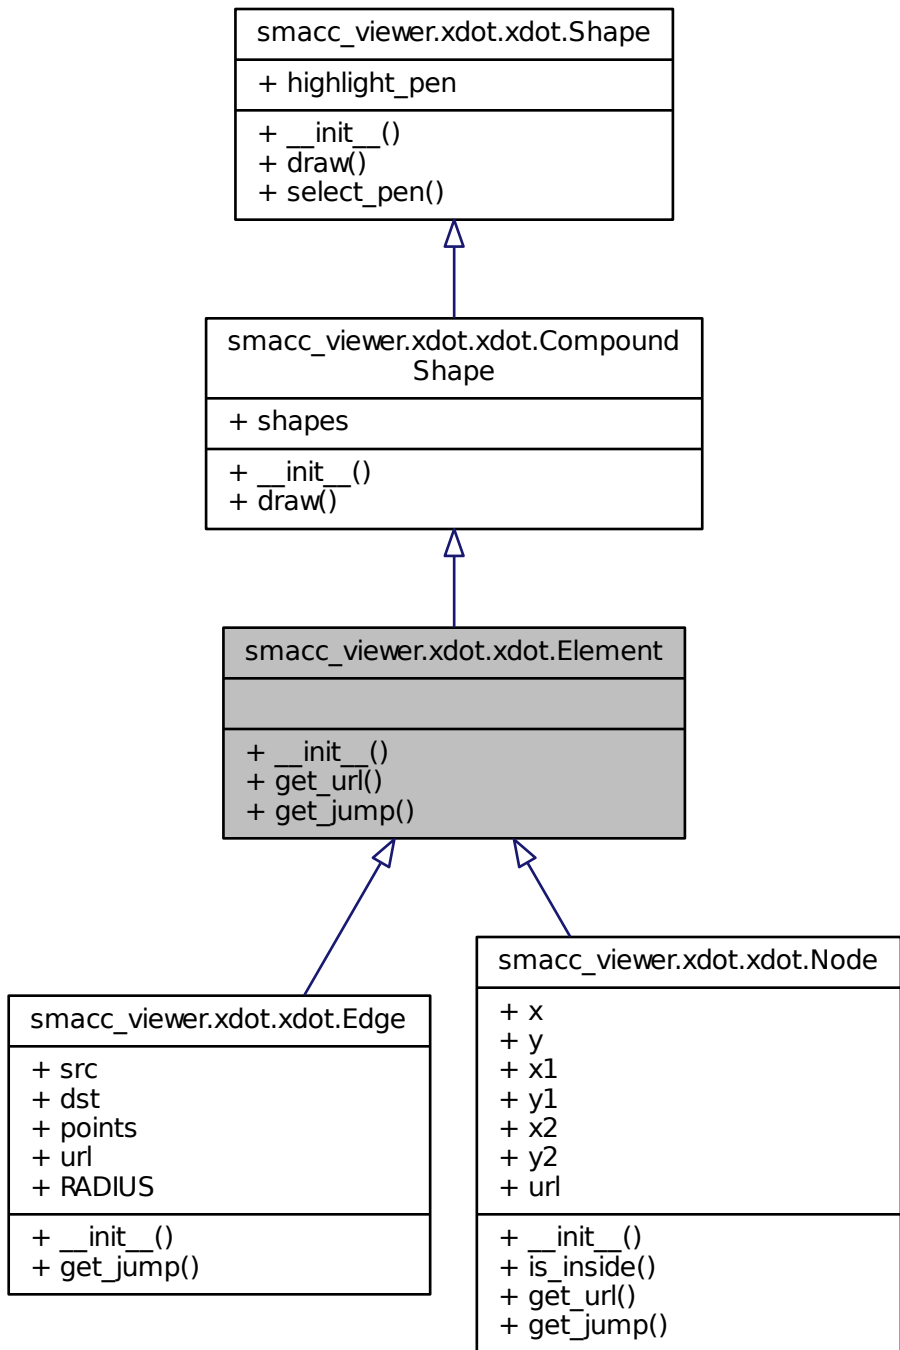 smacc_viewer.xdot.xdot.Shape
+ highlight_pen
+ __init__()
+ draw()
+ select_pen()
smacc_viewer.xdot.xdot.Compound
Shape
+ shapes
+ __init__()
+ draw()
smacc_viewer.xdot.xdot.Element
+ __init__()
+ get_url()
+ get_jump()
smacc_viewer.xdot.xdot.Edge
+ src
+ dst
+ points
+ url
+ RADIUS
+ __init__()
+ get_jump()
smacc_viewer.xdot.xdot.Node
+ x
+ y
+ x1
+ y1
+ x2
+ y2
+ url
+ __init__()
+ is_inside()
+ get_url()
+ get_jump()